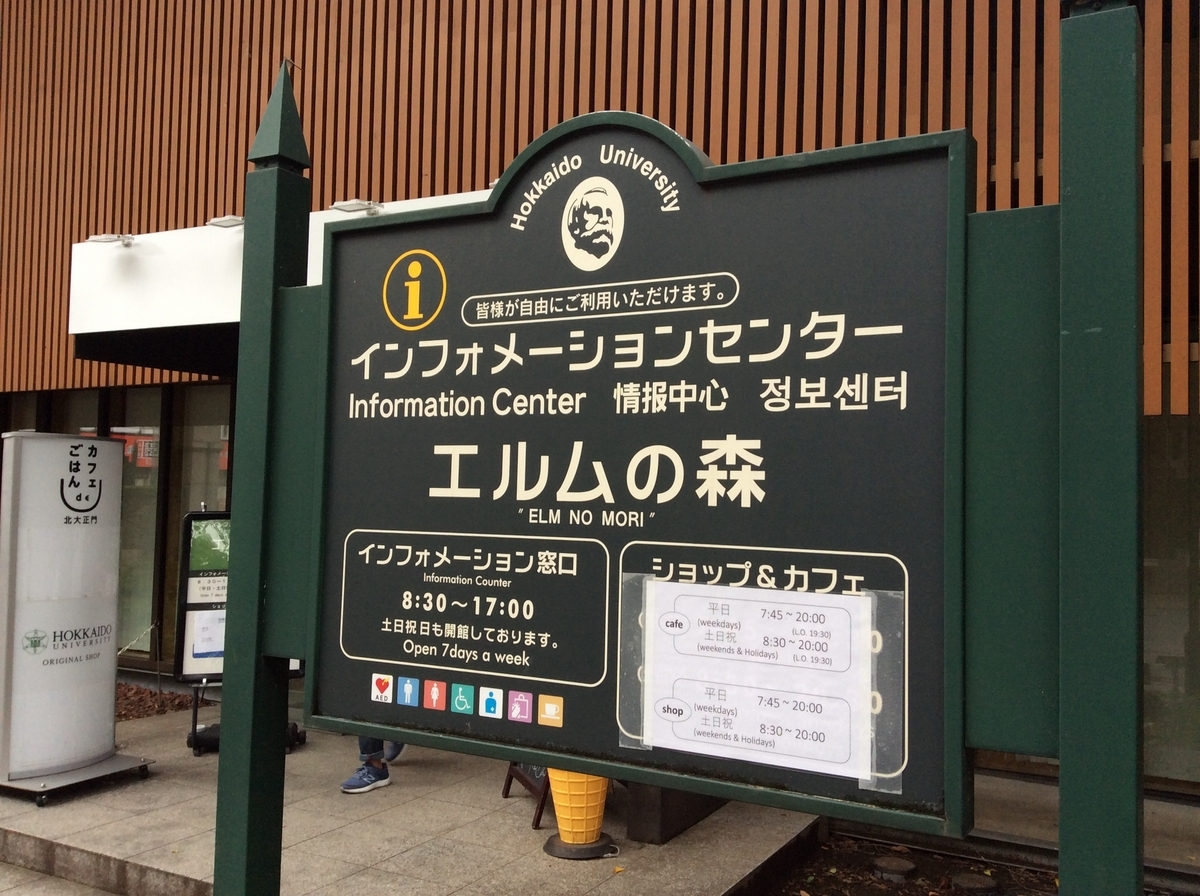 Hokkaido University
i
皆様が自由にご利用いただけます。
インフォメーションセンター
Information Center 情报中心 정보센터
エルムの森
"ELM NO MORI"
インフォメーション窓口
Information Counter
8:30〜17:00
土日祝日も開館しております。
Open 7days a week
AED
ショップ&カフェ
cafe
平日 7:45~20:00
(weekdays) (L.O. 19:30)
土日祝 8:30~20:00
(weekends & Holidays) (L.O. 19:30)
shop
平日 7:45~20:00
(weekdays)
土日祝 8:30~20:00
(weekends & Holidays)
カフェ
ごはん
de
北大正門
HOKKAIDO
UNIVERSITY
ORIGINAL SHOP